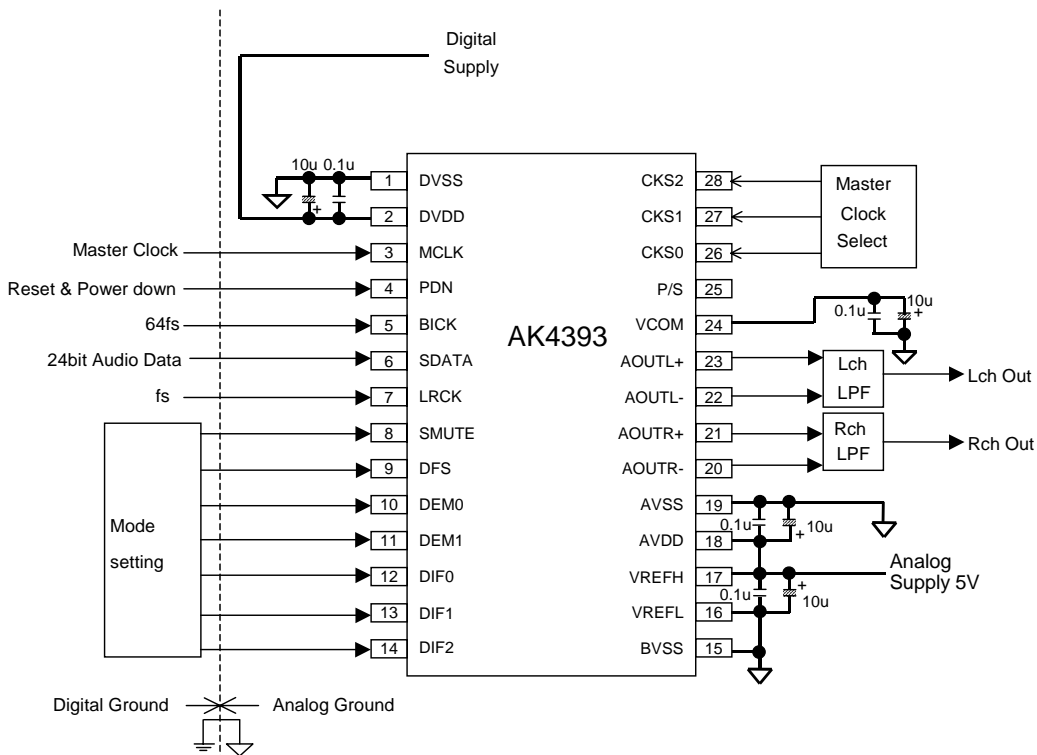 Digital
Supply
10u 0.1u
1 DVSS
2 DVDD
Master Clock 3 MCLK
Reset & Power down 4 PDN
64fs 5 BICK
24bit Audio Data 6 SDATA
fs 7 LRCK
8 SMUTE
9 DFS
10 DEM0
11 DEM1
12 DIF0
13 DIF1
14 DIF2
Mode
setting
AK4393
CKS2 28
CKS1 27
CKS0 26
P/S 25
VCOM 24
AOUTL+ 23
AOUTL- 22
AOUTR+ 21
AOUTR- 20
AVSS 19
AVDD 18
VREFH 17
VREFL 16
BVSS 15
Master
Clock
Select
0.1u 10u
+
Lch
LPF
Lch Out
Rch
LPF
Rch Out
0.1u + 10u
Analog
Supply 5V
0.1u + 10u
+
Digital Ground Analog Ground